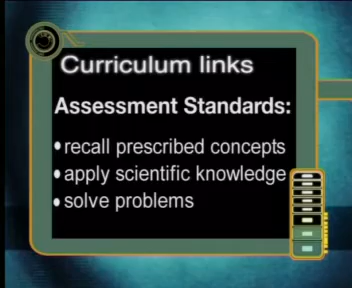 Curriculum links
Assessment Standards:
• recall prescribed concepts
• apply scientific knowledge
• solve problems